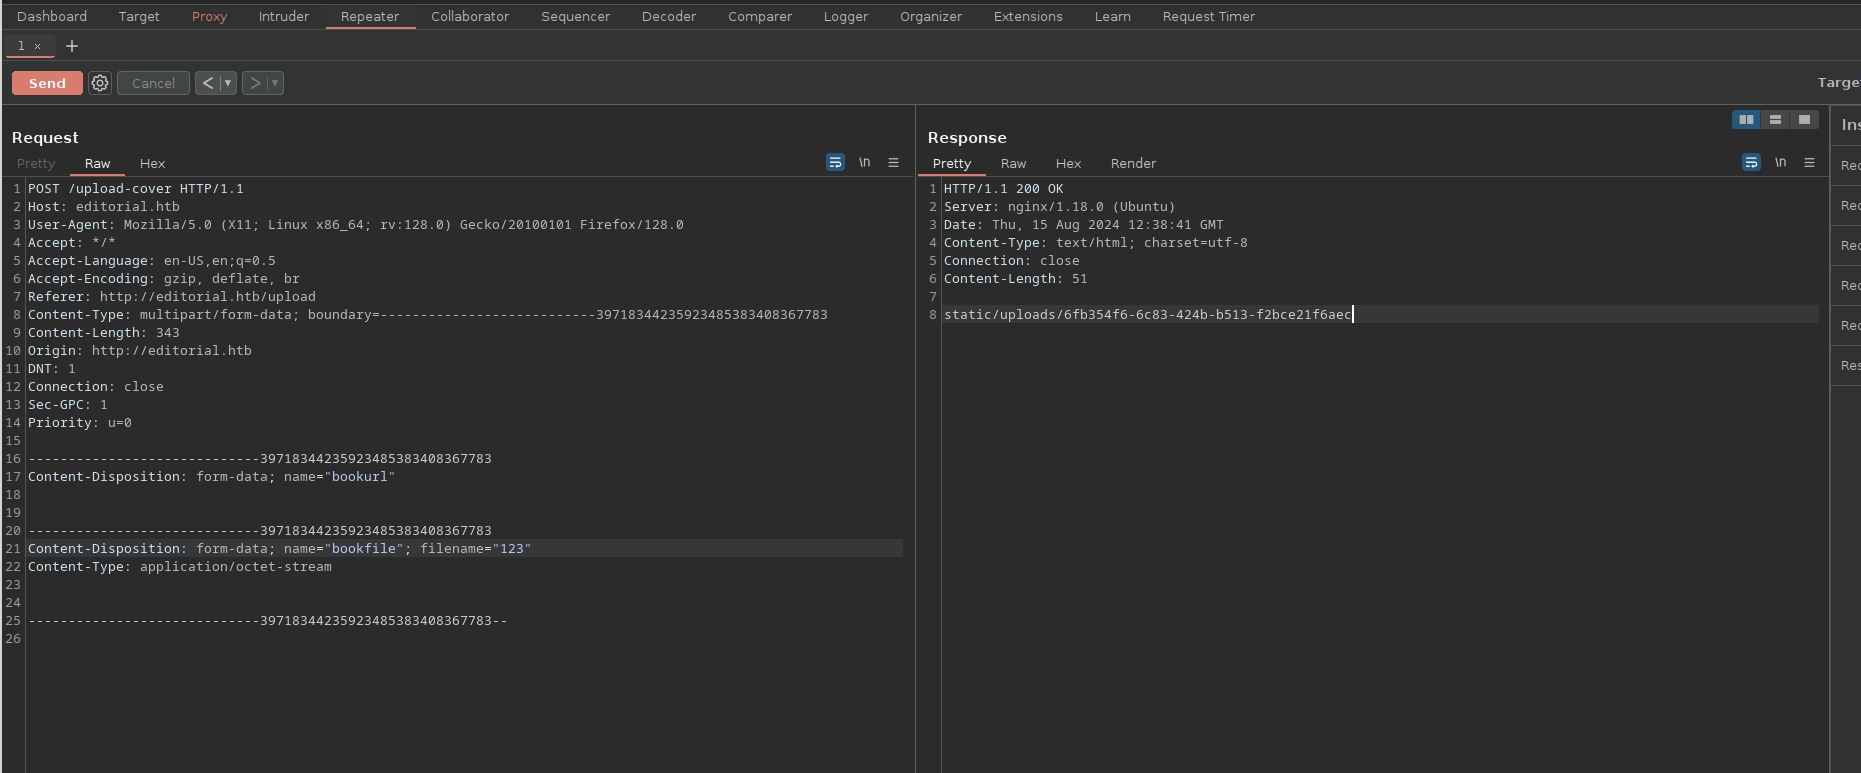 Dashboard Target Proxy Intruder Repeater Collaborator Sequencer Decoder Comparer Logger Organizer Extensions Learn Request Timer
1 × +
Send Cancel < ▼ > ▼ Targe
Request
Pretty Raw Hex \n
1 POST /upload-cover HTTP/1.1
2 Host: editorial.htb
3 User-Agent: Mozilla/5.0 (X11; Linux x86_64; rv:128.0) Gecko/20100101 Firefox/128.0
4 Accept: */*
5 Accept-Language: en-US,en;q=0.5
6 Accept-Encoding: gzip, deflate, br
7 Referer: http://editorial.htb/upload
8 Content-Type: multipart/form-data; boundary=---------------------------39718344235923485383408367783
9 Content-Length: 343
10 Origin: http://editorial.htb
11 DNT: 1
12 Connection: close
13 Sec-GPC: 1
14 Priority: u=0
15
16 -----------------------------39718344235923485383408367783
17 Content-Disposition: form-data; name="bookurl"
18
19
20 -----------------------------39718344235923485383408367783
21 Content-Disposition: form-data; name="bookfile"; filename="123"
22 Content-Type: application/octet-stream
23
24
25 -----------------------------39718344235923485383408367783--
26
Response
Pretty Raw Hex Render \n
1 HTTP/1.1 200 OK
2 Server: nginx/1.18.0 (Ubuntu)
3 Date: Thu, 15 Aug 2024 12:38:41 GMT
4 Content-Type: text/html; charset=utf-8
5 Connection: close
6 Content-Length: 51
7
8 static/uploads/6fb354f6-6c83-424b-b513-f2bce21f6aec
Ins
Rec
Rec
Rec
Rec
Rec
Res